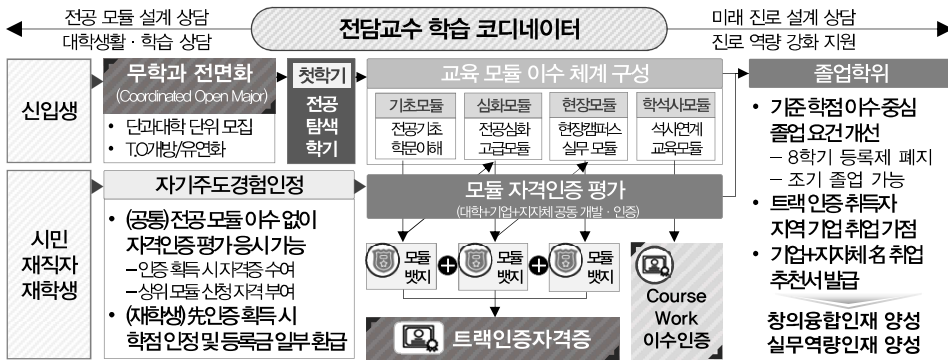 전공 모듈 설계 상담
대학생활 · 학습 상담
전담교수 학습 코디네이터
미래 진로 설계 상담
진로 역량 강화 지원
신입생
무학과 전면화
(Coordinated Open Major)
• 단과대학 단위 모집
• T.O개방/유연화
첫학기
전공
탐색
학기
교육 모듈 이수 체계 구성
기초모듈
전공기초
학문이해
심화모듈
전공심화
고급모듈
현장모듈
현장캠퍼스
실무 모듈
학석사모듈
석사연계
교육모듈
시민
재직자
재학생
자기주도경험인정
• (공통) 전공 모듈 이수 없이
자격인증 평가 응시 가능
– 인증 획득 시 자격증 수여
– 상위 모듈 신청 자격 부여
• (재학생) 先인증 획득 시
학점 인정 및 등록금 일부 환급
모듈 자격인증 평가
(대학+기업+지자체 공동 개발 · 인증)
모듈
뱃지
+
모듈
뱃지
+
모듈
뱃지
트랙인증자격증
Course
Work
이수인증
졸업학위
• 기준 학점 이수 중심
졸업 요건 개선
– 8학기 등록제 폐지
– 조기 졸업 가능
• 트랙 인증 취득자
지역 기업 취업 가점
• 기업+지자체 名 취업
추천서 발급
창의융합인재 양성
실무역량인재 양성